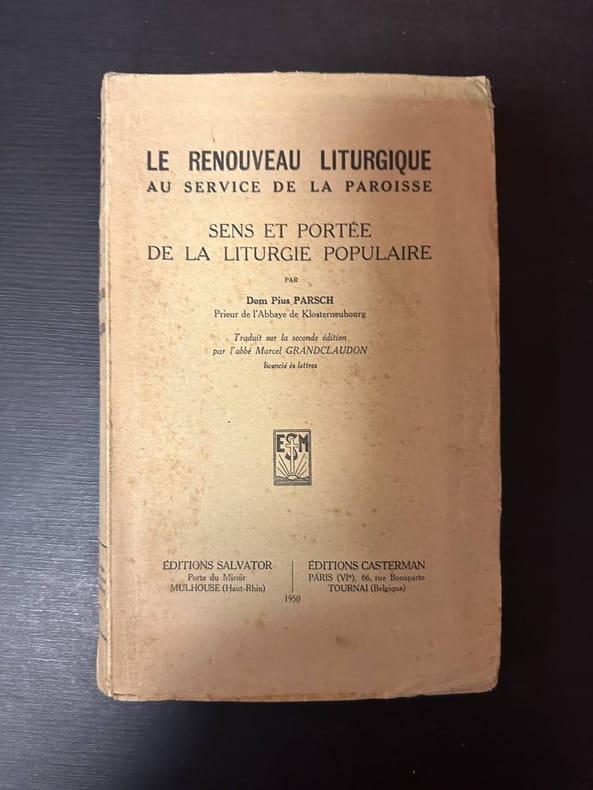 LE RENOUVEAU LITURGIQUE
AU SERVICE DE LA PAROISSE
SENS ET PORTÉE
DE LA LITURGIE POPULAIRE
PAR
Dom Pius PARSCH
Prieur de l'Abbaye de Klosterneubourg
Traduit sur la seconde édition
par l'abbé Marcel GRANDCLAUDON
licencié ès lettres
ESM
ÉDITIONS SALVATOR
Porte du Miroir
MULHOUSE (Haut-Rhin)
ÉDITIONS CASTERMAN
PARIS (VIe), 66, rue Bonaparte
TOURNAI (Belgique)
1950